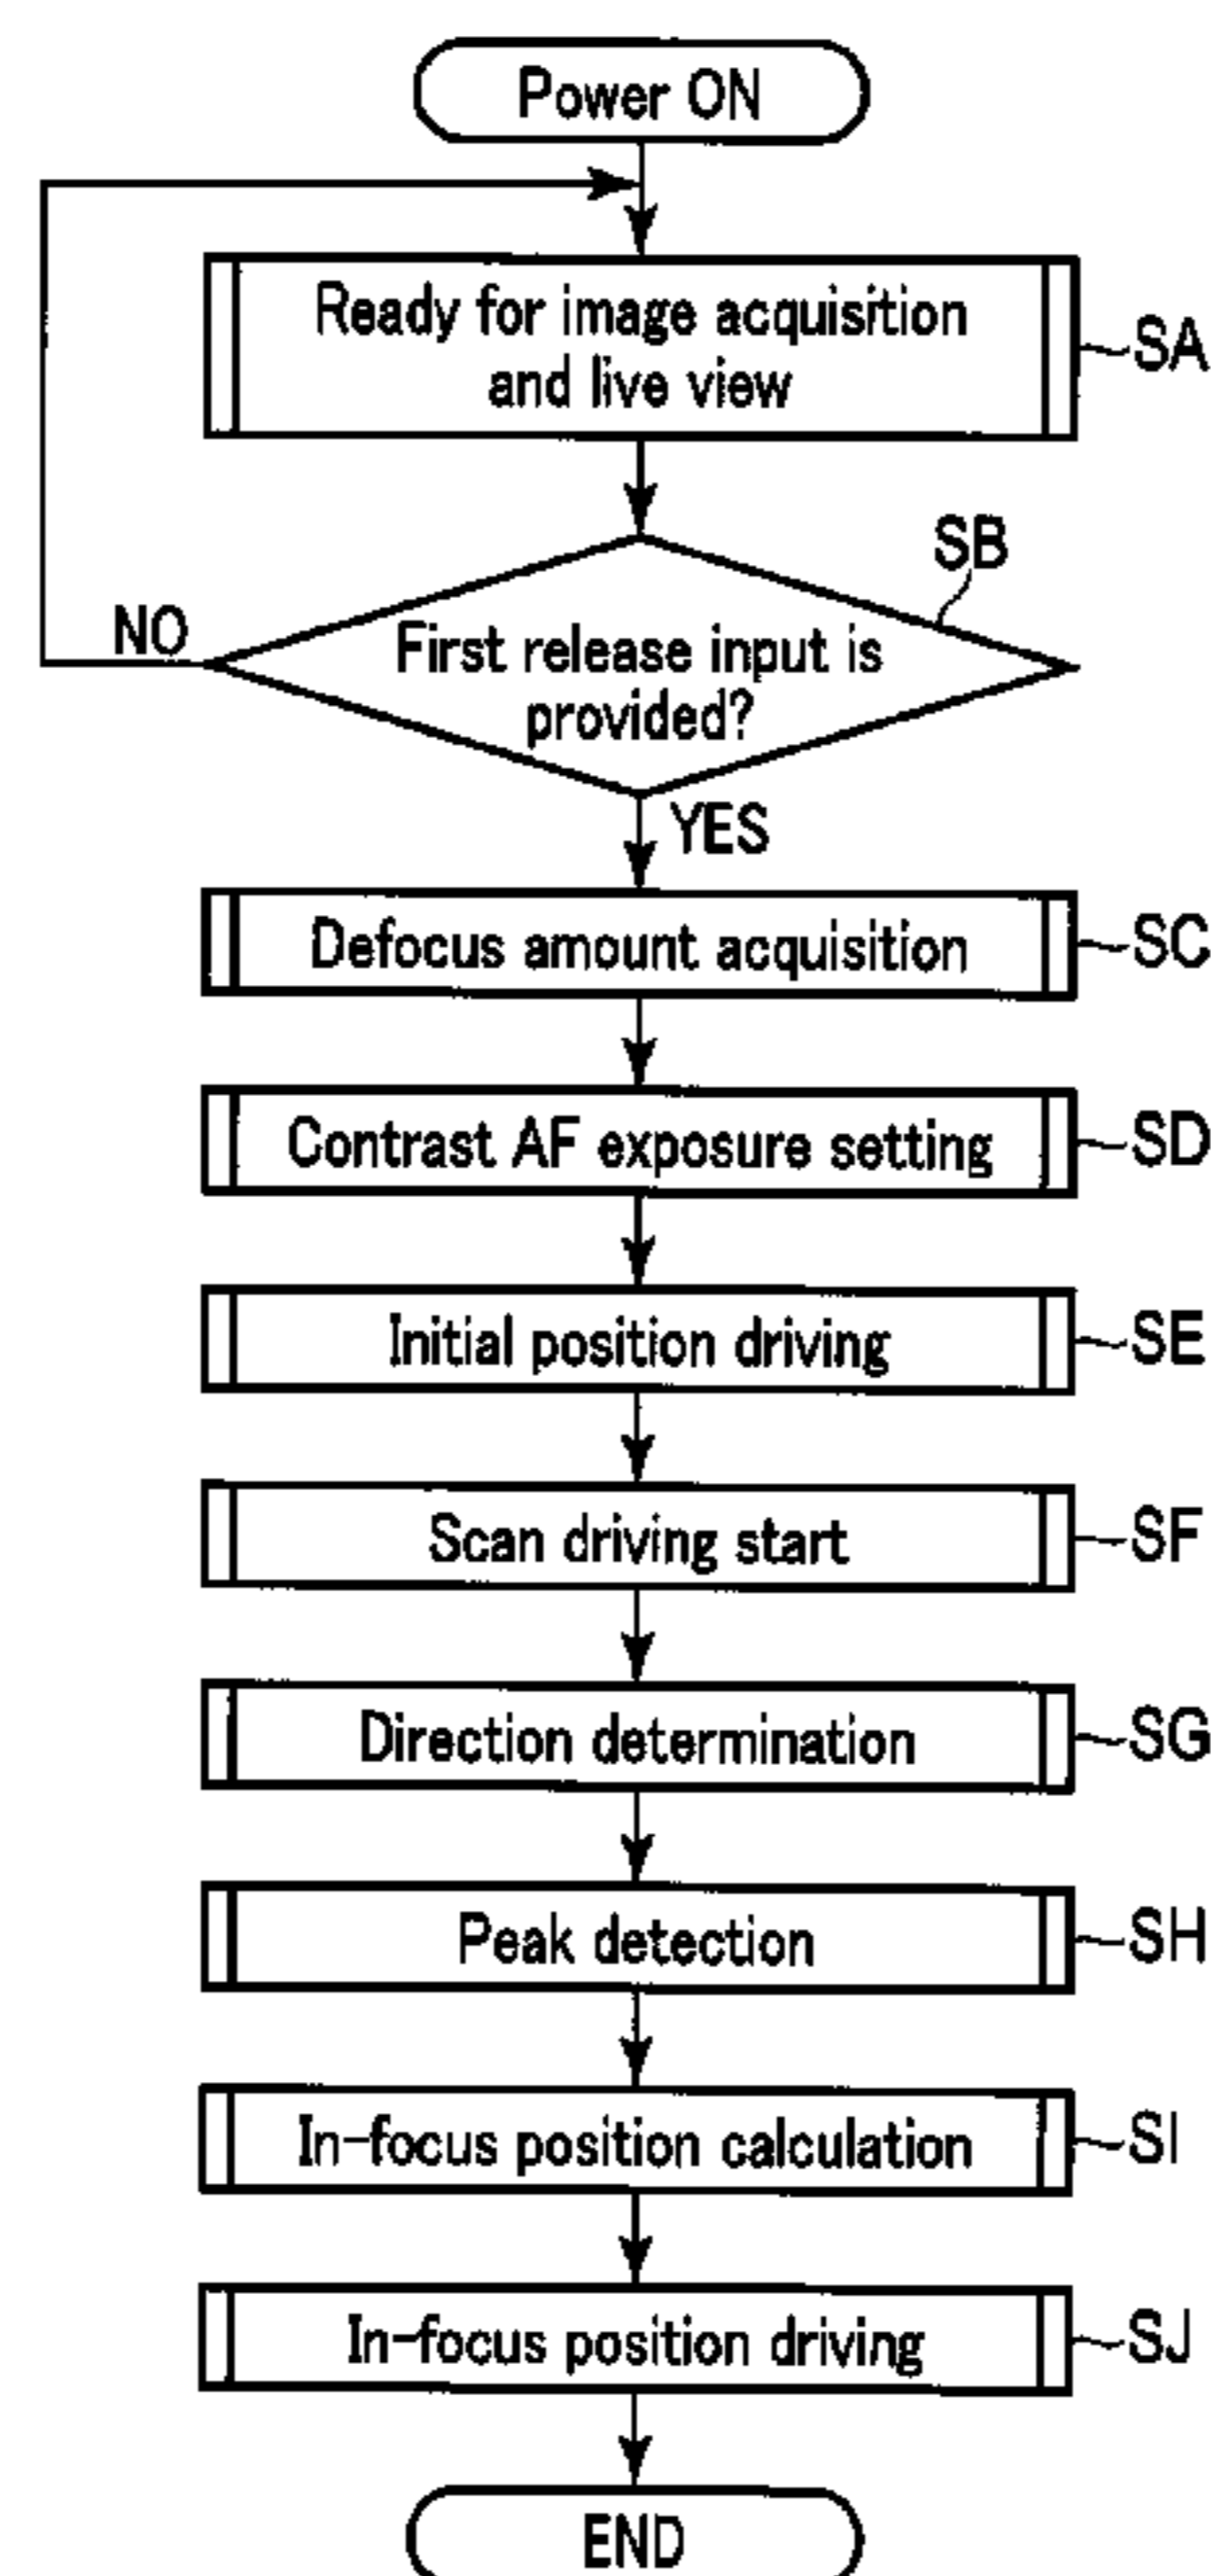 Power ON
Ready for image acquisition
and live view
SA
SB
NO
First release input is
provided?
YES
Defocus amount acquisition
SC
Contrast AF exposure setting
SD
Initial position driving
SE
Scan driving start
SF
Direction determination
SG
Peak detection
SH
In-focus position calculation
SI
In-focus position driving
SJ
END